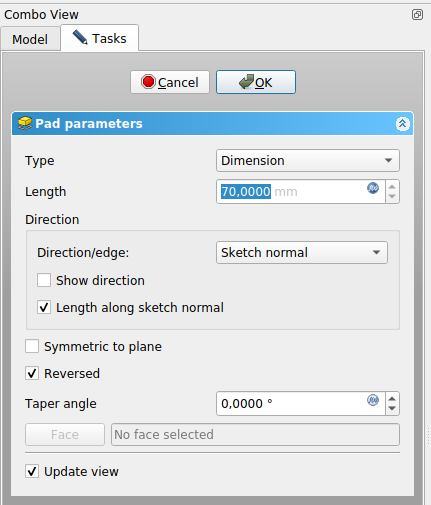 Combo View
Model
Tasks
Cancel
OK
Pad parameters
Type
Dimension
Length
70,0000 mm
Direction
Direction/edge:
Sketch normal
Show direction
Length along sketch normal
Symmetric to plane
Reversed
Taper angle
0,0000 °
Face
No face selected
Update view